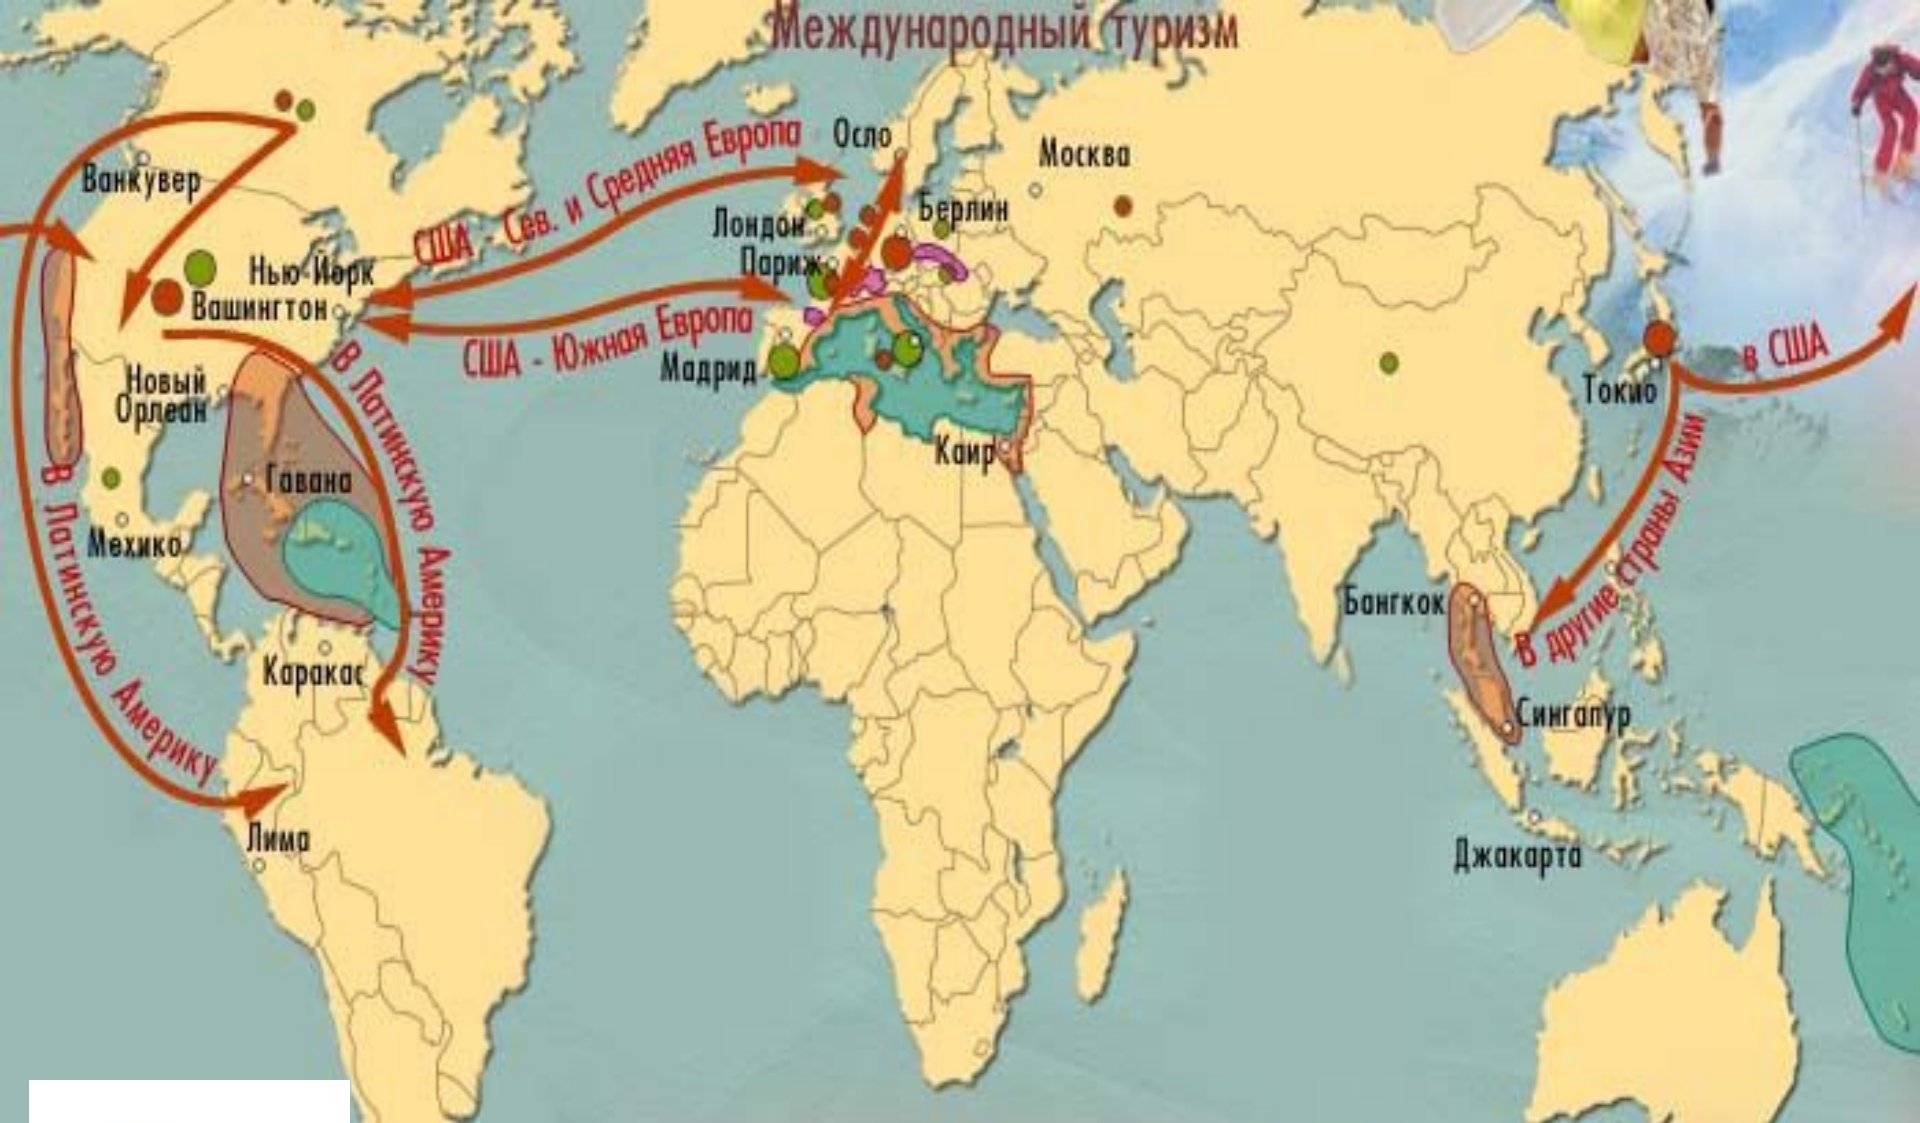 Международный туризм
США - Сев. и Средняя Европа
Осло
Москва
Ванкувер
Лондон
Берлин
Париж
Нью-Йорк
Вашингтон
США - Южная Европа
Мадрид
в США
Токио
Новый
Орлеан
В Латинскую Америку
Каир
Гавана
В Латинскую Америку
Мехико
В другие страны Азии
Бангкок
Каракас
Сингапур
Лима
Джакарта